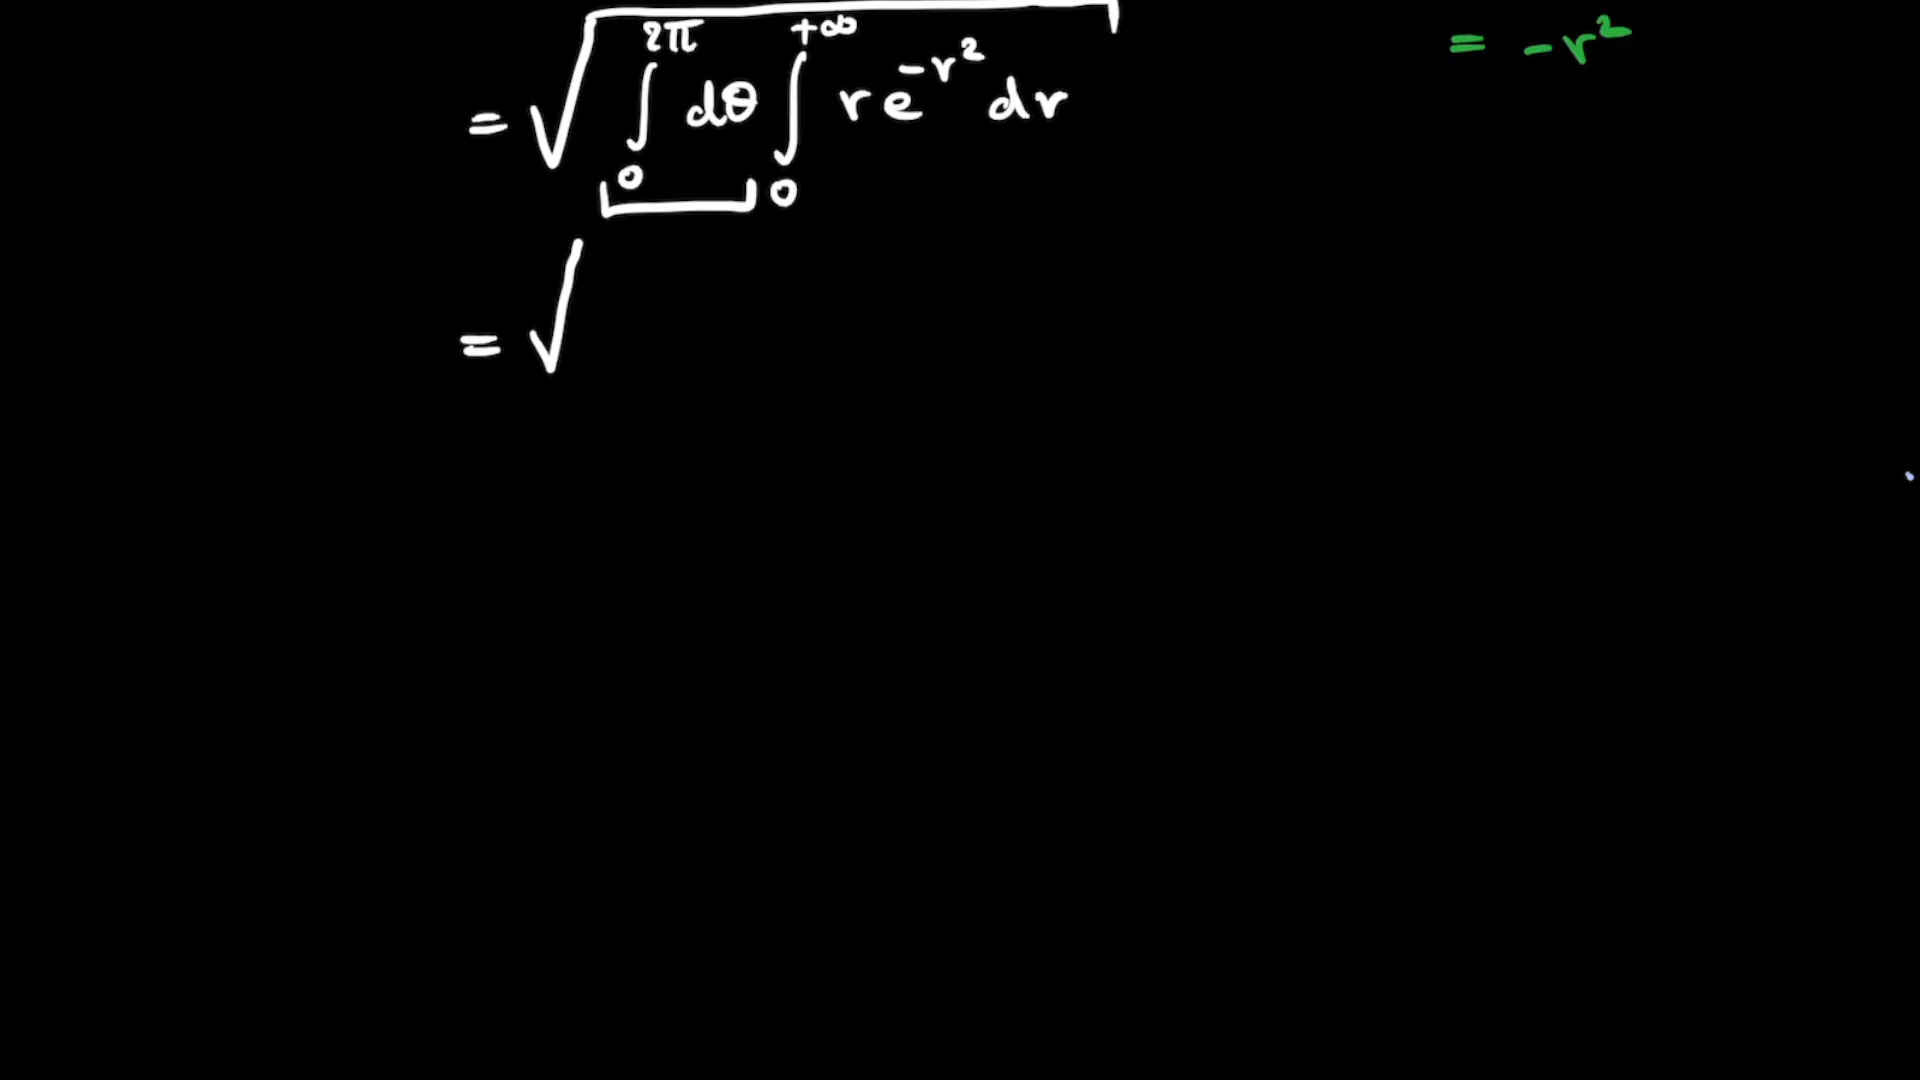 = √ ∫₀^{2π} dθ ∫₀^{+∞} r e^{-r²} dr
= -r²
= √